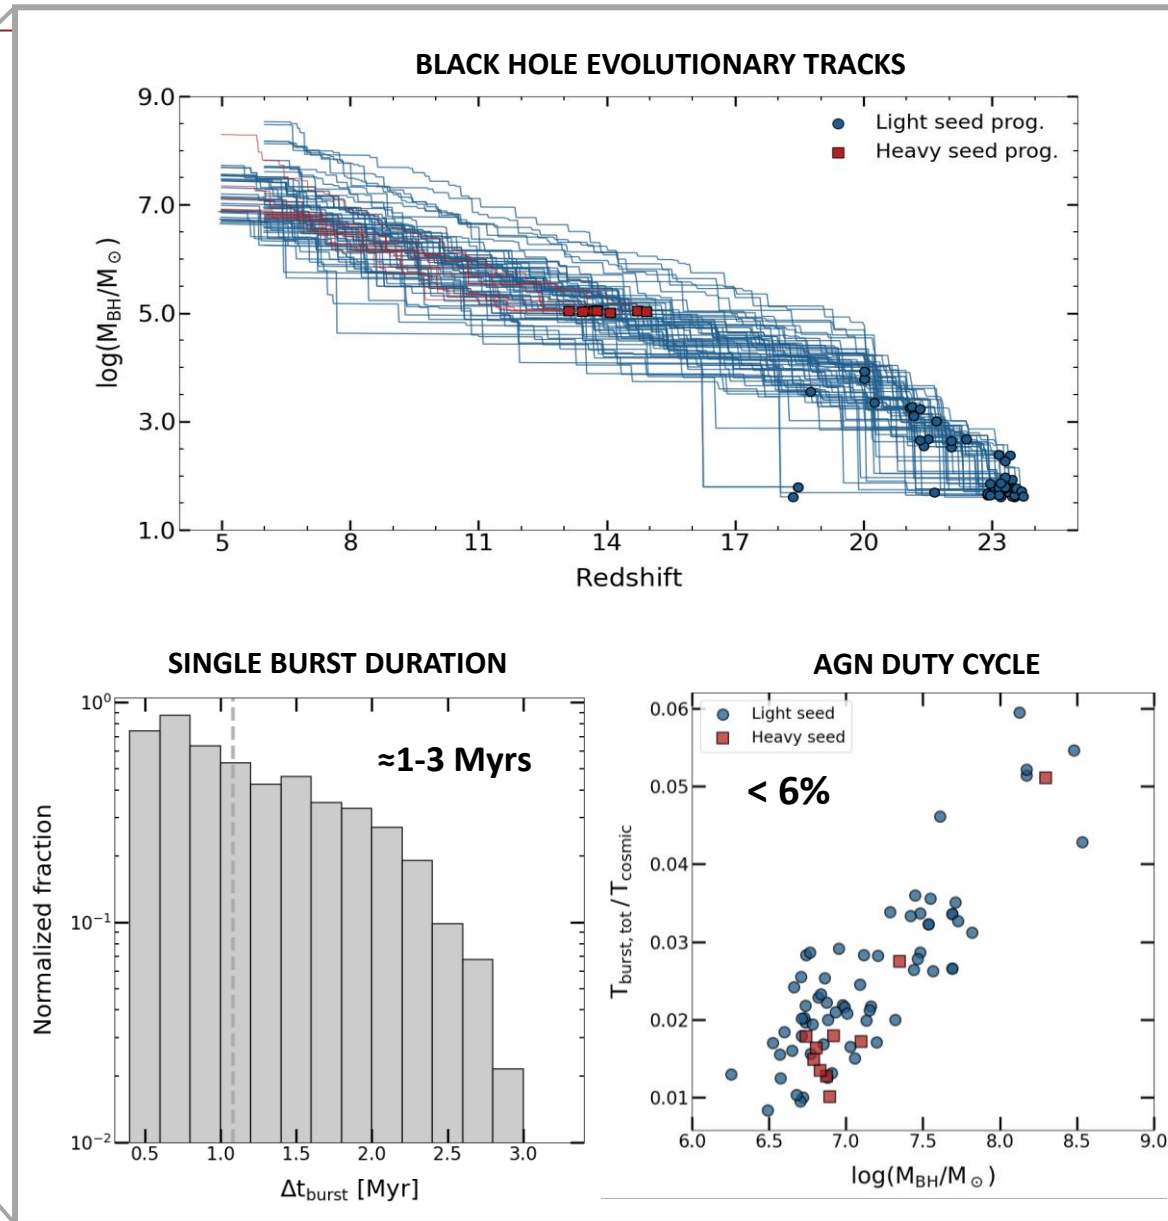 BLACK HOLE EVOLUTIONARY TRACKS
9.0
7.0
5.0
3.0
1.0
log(M_BH/M_⊙)
Light seed prog.
Heavy seed prog.
5 8 11 14 17 20 23
Redshift
SINGLE BURST DURATION
10⁰
10⁻¹
10⁻²
Normalized fraction
≈1-3 Myrs
0.5 1.0 1.5 2.0 2.5 3.0
Δt_burst [Myr]
AGN DUTY CYCLE
0.06
0.05
0.04
0.03
0.02
0.01
T_burst, tot / T_cosmic
Light seed
Heavy seed
< 6%
6.0 6.5 7.0 7.5 8.0 8.5 9.0
log(M_BH/M_⊙)